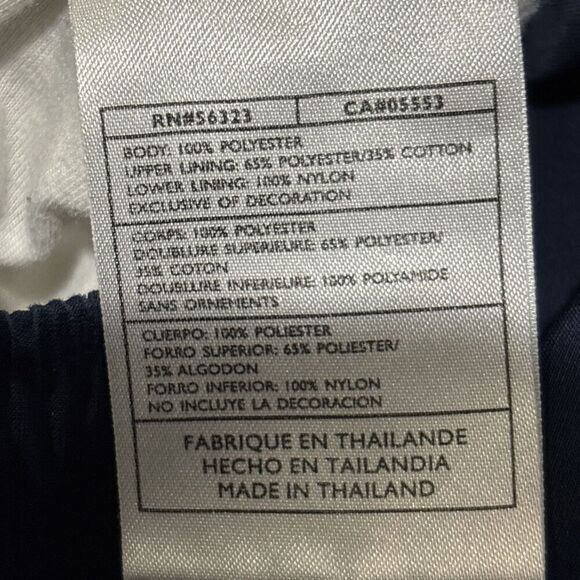 RN#56323 CA#05553
BODY: 100% POLYESTER
UPPER LINING: 65% POLYESTER/35% COTTON
LOWER LINING: 100% NYLON
EXCLUSIVE OF DECORATION
CORPS: 100% POLYESTER
DOUBLURE SUPERIEURE: 65% POLYESTER/
35% COTON
DOUBLURE INFERIEURE: 100% POLYAMIDE
SANS ORNEMENTS
CUERPO: 100% POLIESTER
FORRO SUPERIOR: 65% POLIESTER/
35% ALGODON
FORRO INFERIOR: 100% NYLON
NO INCLUYE LA DECORACION
FABRIQUE EN THAILANDE
HECHO EN TAILANDIA
MADE IN THAILAND